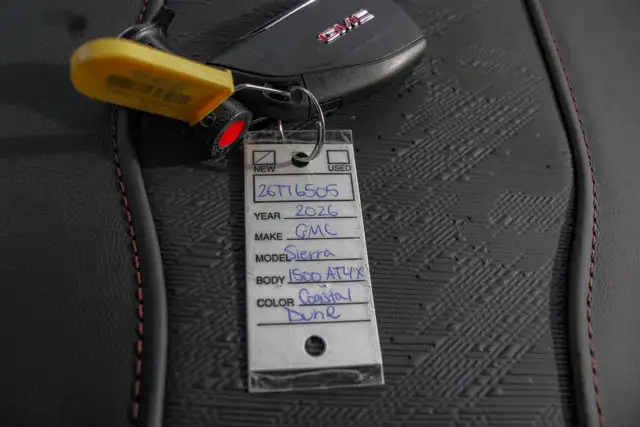 GMC
NEW USED
26T16505
YEAR 2026
MAKE GMC
MODEL Sierra
BODY 1500 AT4X
COLOR Coastal
Dune